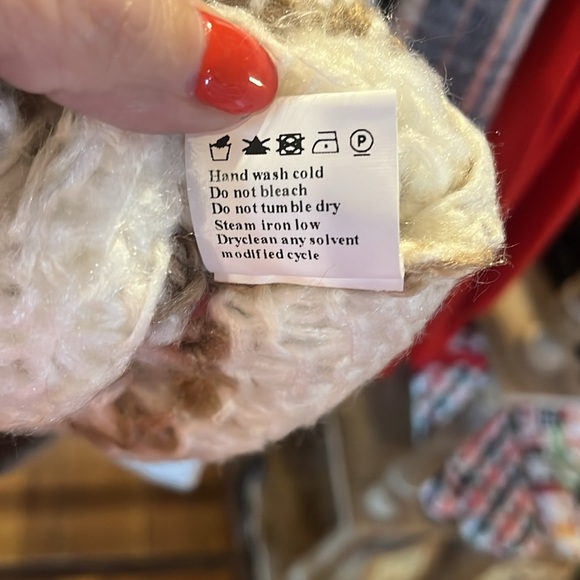 P
Hand wash cold
Do not bleach
Do not tumble dry
Steam iron low
Dryclean any solvent
modified cycle